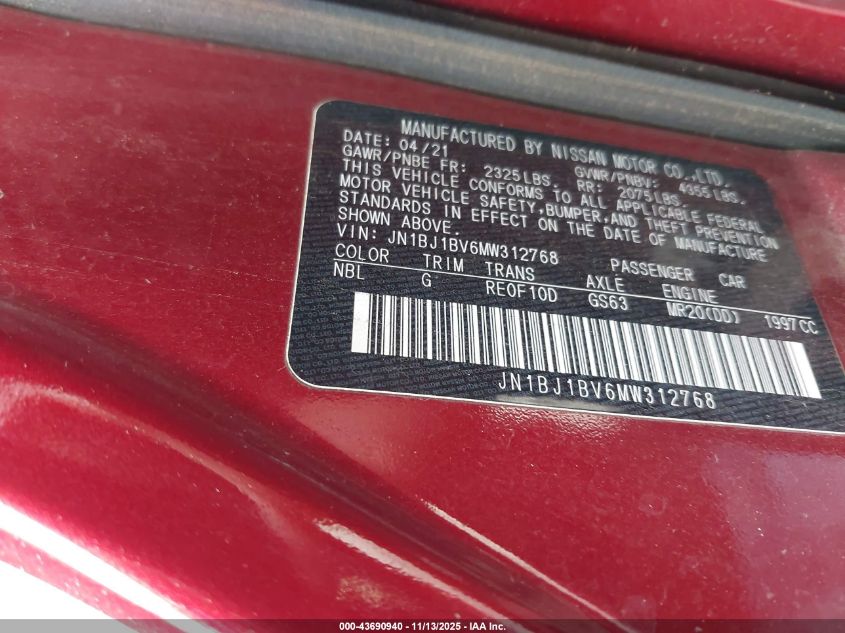 MANUFACTURED BY NISSAN MOTOR CO.,LTD.
DATE: 04/21 GVWR/PNBV: 4355LBS.
GAWR/PNBE FR: 2325LBS. RR: 2075LBS.
THIS VEHICLE CONFORMS TO ALL APPLICABLE FEDERAL
MOTOR VEHICLE SAFETY,BUMPER,AND THEFT PREVENTION
STANDARDS IN EFFECT ON THE DATE OF MANUFACTURE
SHOWN ABOVE.
VIN: JN1BJ1BV6MW312768 PASSENGER CAR
COLOR TRIM TRANS AXLE ENGINE
NBL G RE0F10D GS63 MR20(DD) 1997CC
JN1BJ1BV6MW312768
000-43690940 - 11/13/2025 - IAA Inc.